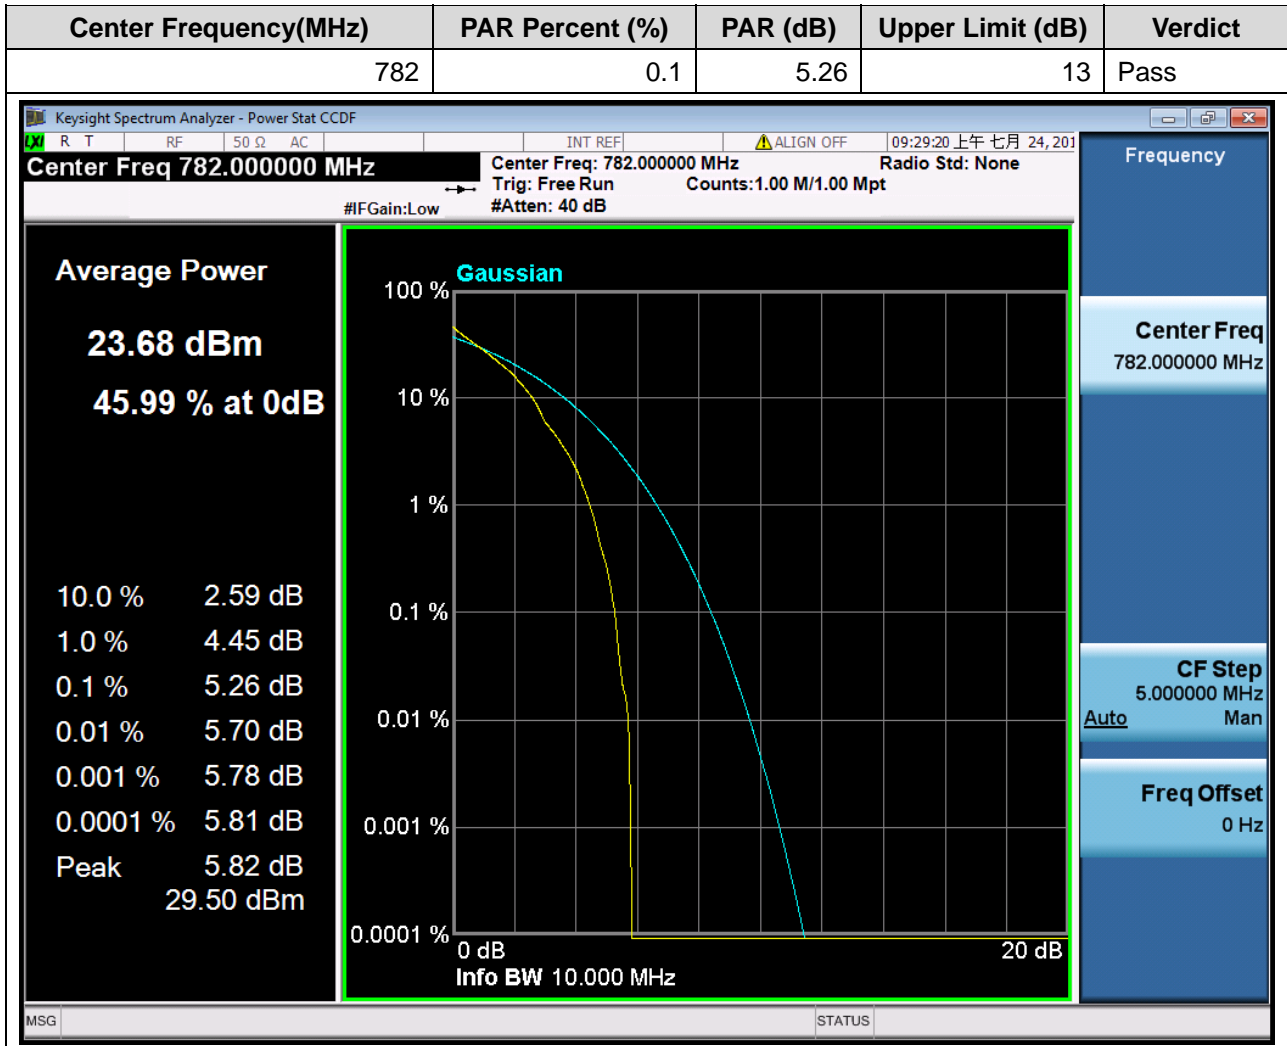 Center Frequency(MHz) PAR Percent (%) PAR (dB) Upper Limit (dB) Verdict
782 0.1 5.26 13 Pass
Keysight Spectrum Analyzer - Power Stat CCDF
LXI R T RF 50 Ω AC INT REF ALIGN OFF 09:29:20 上午 七月 24, 201
Center Freq 782.000000 MHz
Center Freq: 782.000000 MHz Radio Std: None
Trig: Free Run Counts:1.00 M/1.00 Mpt
#IFGain:Low #Atten: 40 dB
Frequency
Average Power
23.68 dBm
45.99 % at 0dB
10.0 % 2.59 dB
1.0 % 4.45 dB
0.1 % 5.26 dB
0.01 % 5.70 dB
0.001 % 5.78 dB
0.0001 % 5.81 dB
Peak 5.82 dB
29.50 dBm
Gaussian
100 %
10 %
1 %
0.1 %
0.01 %
0.001 %
0.0001 %
0 dB 20 dB
Info BW 10.000 MHz
Center Freq
782.000000 MHz
CF Step
5.000000 MHz
Auto Man
Freq Offset
0 Hz
MSG STATUS